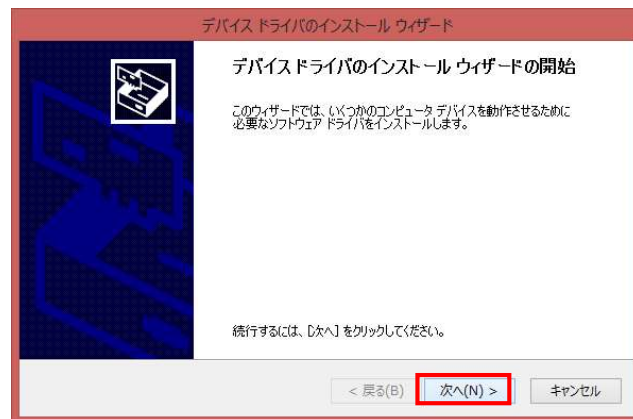 デバイス ドライバのインストール ウィザード
デバイス ドライバのインストール ウィザードの開始
このウィザードでは、いくつかのコンピュータ デバイスを動作させるために
必要なソフトウェア ドライバをインストールします。
続行するには、[次へ] をクリックしてください。
< 戻る(B) 次へ(N) > キャンセル